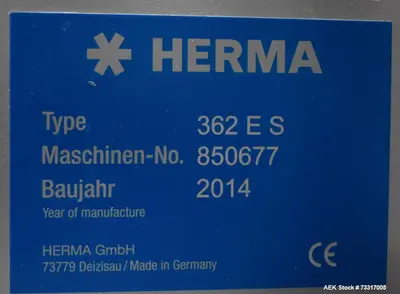 HERMA
Type 362 E S
Maschinen-No. 850677
Baujahr 2014
Year of manufacture
HERMA GmbH
73779 Deizisau / Made in Germany
CE
AEK Stock # 73317005